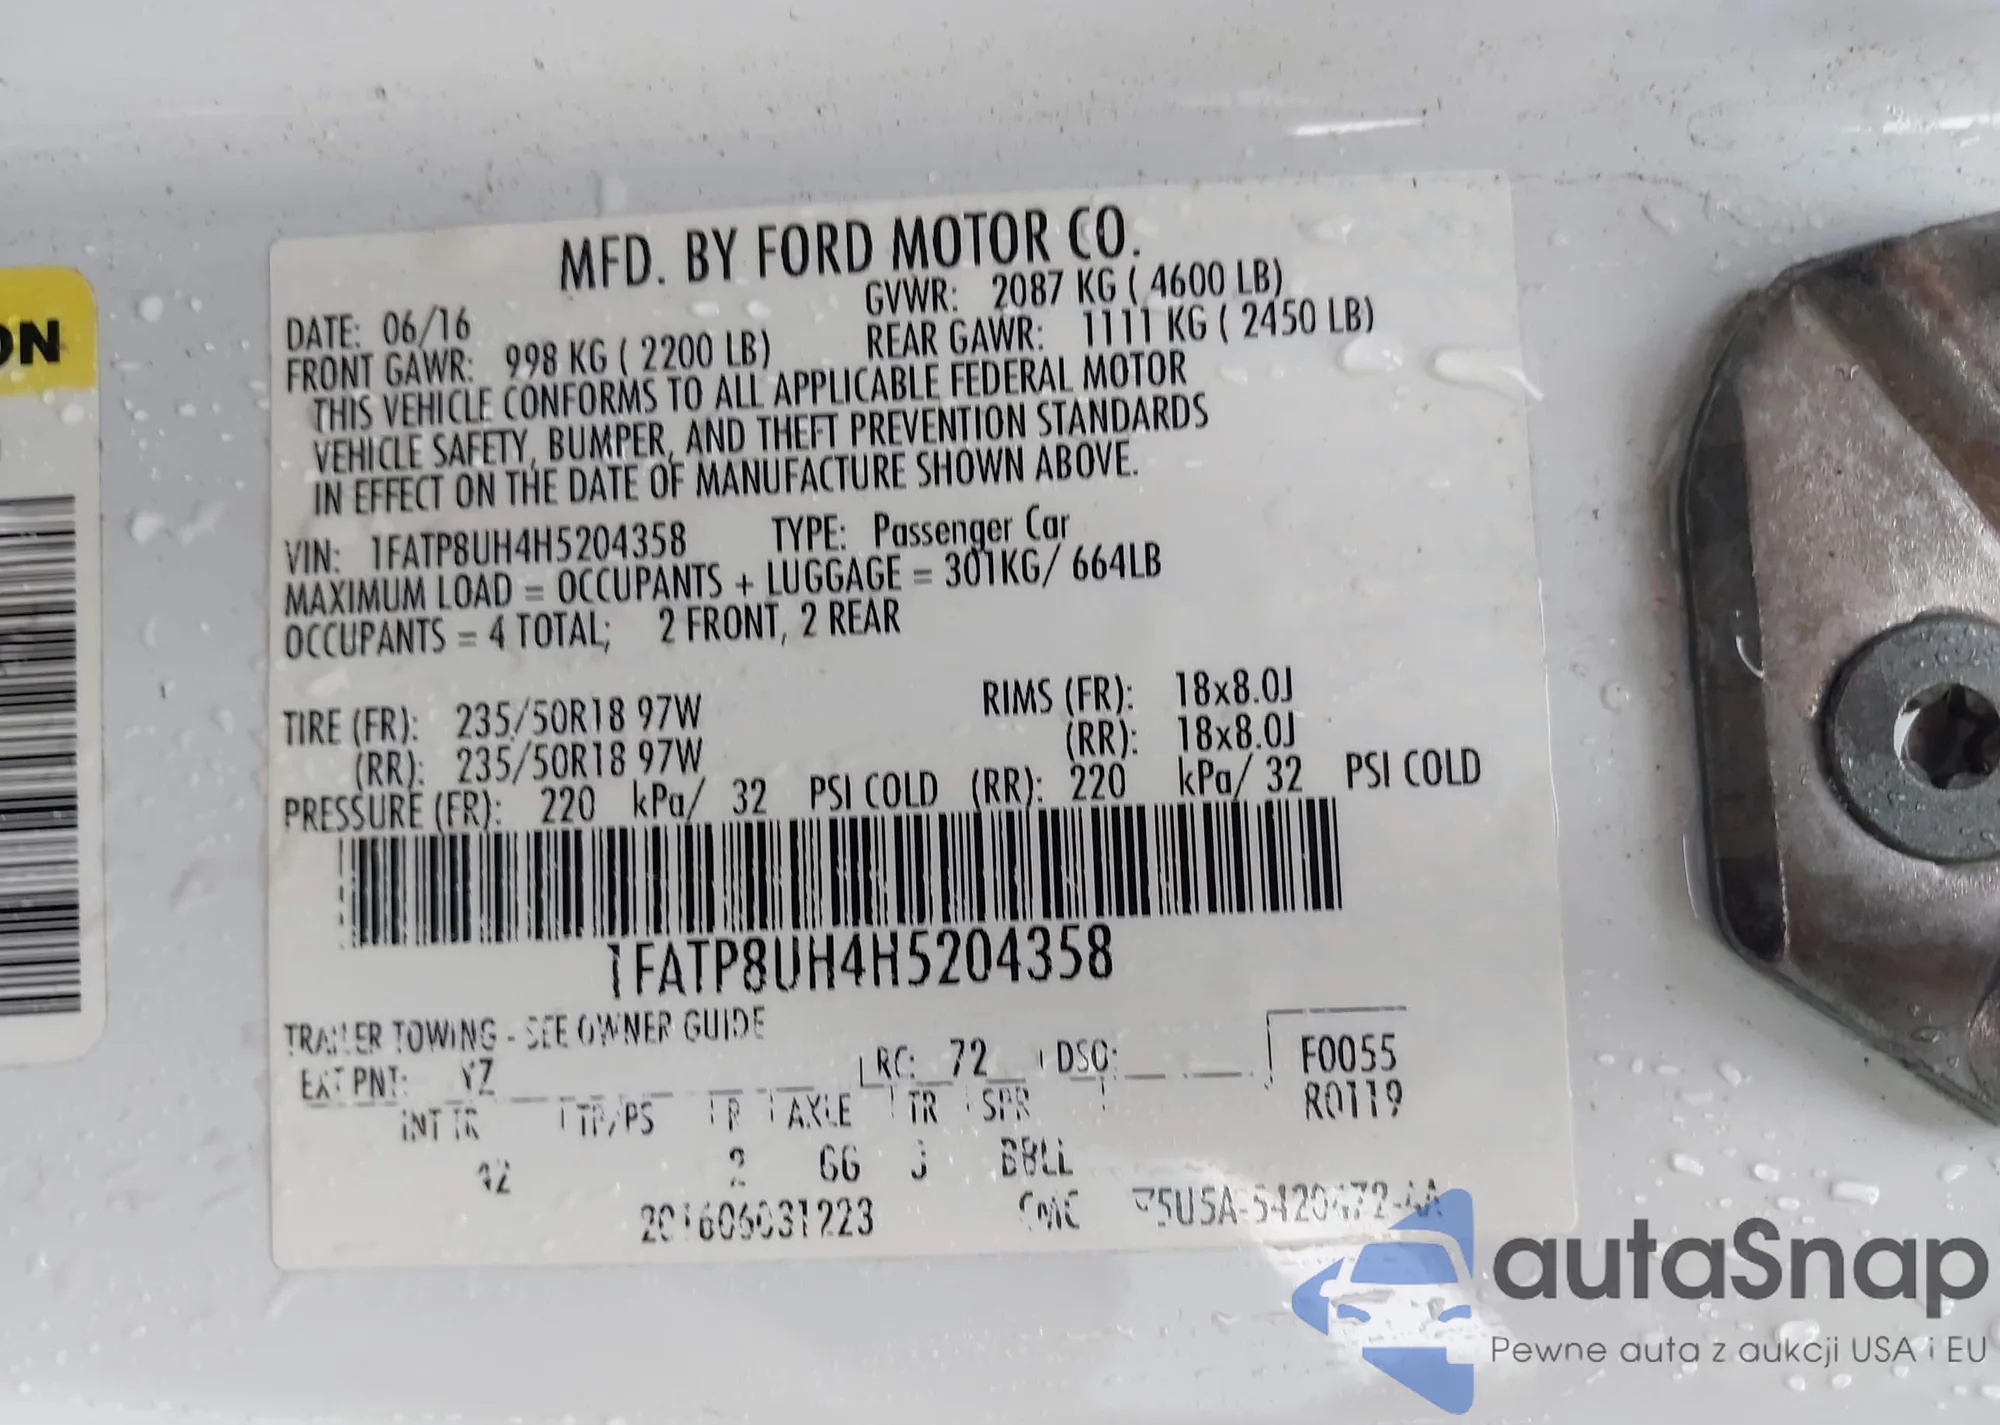 ON
MFD. BY FORD MOTOR CO.
DATE: 06/16 GVWR: 2087 KG ( 4600 LB)
FRONT GAWR: 998 KG ( 2200 LB) REAR GAWR: 1111 KG ( 2450 LB)
THIS VEHICLE CONFORMS TO ALL APPLICABLE FEDERAL MOTOR
VEHICLE SAFETY, BUMPER, AND THEFT PREVENTION STANDARDS
IN EFFECT ON THE DATE OF MANUFACTURE SHOWN ABOVE.
VIN: 1FATP8UH4H5204358 TYPE: Passenger Car
MAXIMUM LOAD = OCCUPANTS + LUGGAGE = 301KG/ 664LB
OCCUPANTS = 4 TOTAL; 2 FRONT, 2 REAR
TIRE (FR): 235/50R18 97W RIMS (FR): 18x8.0J
(RR): 235/50R18 97W (RR): 18x8.0J
PRESSURE (FR): 220 kPa/ 32 PSI COLD (RR): 220 kPa/ 32 PSI COLD
1FATP8UH4H5204358
TRAILER TOWING - SEE OWNER GUIDE
EXT PNT: YZ RC: 72 DSO: F0055
INT TR TP/PS R AXLE TR SPR R0119
2 GG J BBLL
20160603 1223 
autaSnap
Pewne auta z aukcji USA i EU